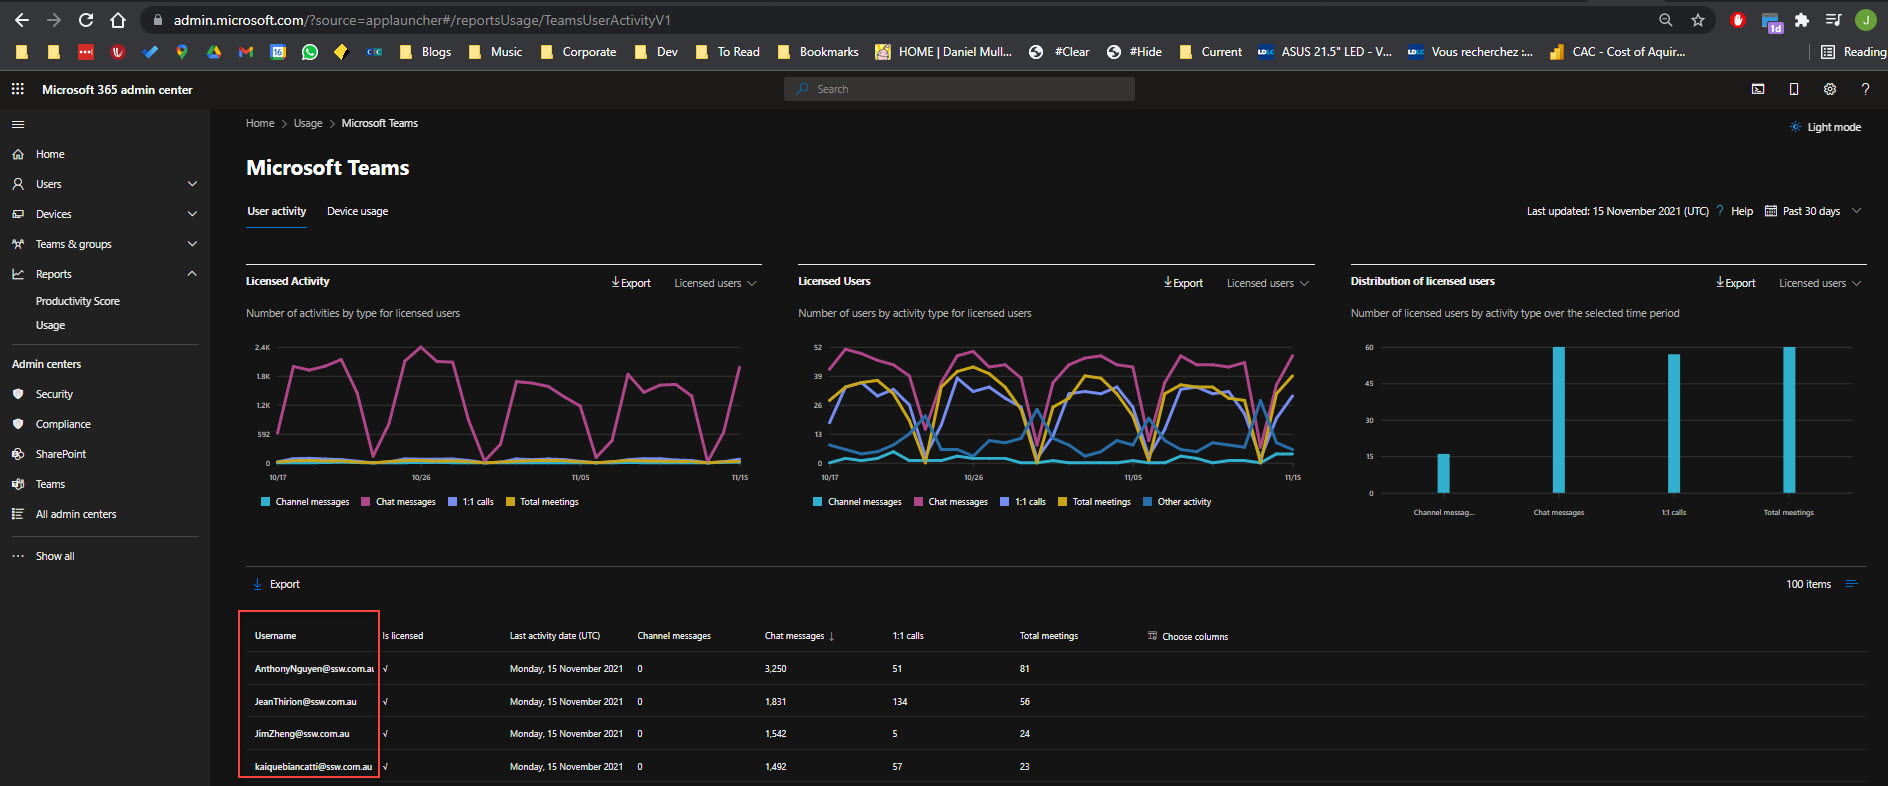 admin.microsoft.com/?source=applauncher#/reportsUsage/TeamsUserActivityV1
1d
J
16
Blogs
Music
Corporate
Dev
To Read
Bookmarks
HOME | Daniel Mull...
#Clear
#Hide
Current
ASUS 21.5" LED - V...
Vous recherchez :...
CAC - Cost of Aquir...
Reading
Microsoft 365 admin center
Search
Home
Users
Devices
Teams & groups
Reports
Productivity Score
Usage
Admin centers
Security
Compliance
SharePoint
Teams
All admin centers
Show all
Home > Usage > Microsoft Teams
Light mode
Microsoft Teams
User activity
Device usage
Last updated: 15 November 2021 (UTC)
? Help
Past 30 days
Licensed Activity
Export
Licensed users
Number of activities by type for licensed users
2.4K
1.8K
1.2K
592
0
10/17
10/26
11/05
11/15
Channel messages
Chat messages
1:1 calls
Total meetings
Licensed Users
Export
Licensed users
Number of users by activity type for licensed users
52
39
26
13
0
10/17
10/26
11/05
11/15
Channel messages
Chat messages
1:1 calls
Total meetings
Other activity
Distribution of licensed users
Export
Licensed users
Number of licensed users by activity type over the selected time period
60
45
30
15
0
Channel messag...
Chat messages
1:1 calls
Total meetings
Export
100 items
Username Is licensed Last activity date (UTC) Channel messages Chat messages ↓ 1:1 calls Total meetings Choose columns
AnthonyNguyen@ssw.com.au √ Monday, 15 November 2021 0 3,250 51 81
JeanThirion@ssw.com.au √ Monday, 15 November 2021 0 1,831 134 56
JimZheng@ssw.com.au √ Monday, 15 November 2021 0 1,542 5 24
kaiquebiancatti@ssw.com.au √ Monday, 15 November 2021 0 1,492 57 23